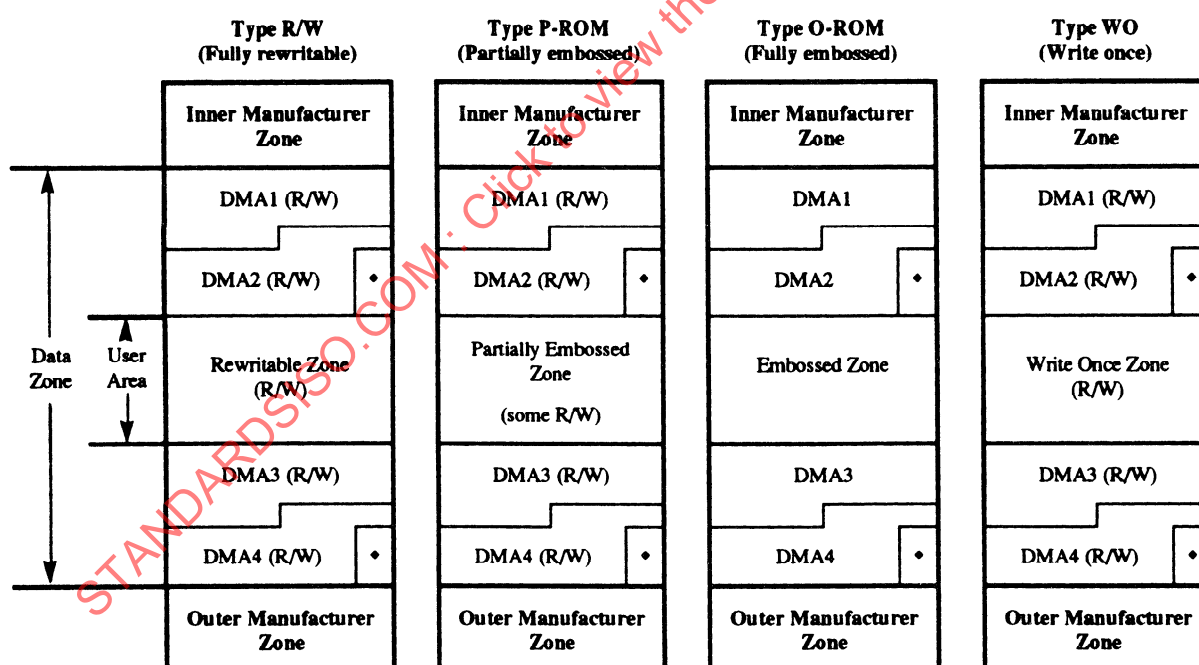 Type R/W
(Fully rewritable)
Type P-ROM
(Partially embossed)
Type O-ROM
(Fully embossed)
Type WO
(Write once)
Inner Manufacturer
Zone
Inner Manufacturer
Zone
Inner Manufacturer
Zone
Inner Manufacturer
Zone
DMA1 (R/W)
DMA1 (R/W)
DMA1
DMA1 (R/W)
DMA2 (R/W)
DMA2 (R/W)
DMA2
DMA2 (R/W)
Data
Zone
User
Area
Rewritable Zone
(R/W)
Partially Embossed
Zone
(some R/W)
Embossed Zone
Write Once Zone
(R/W)
DMA3 (R/W)
DMA3 (R/W)
DMA3
DMA3 (R/W)
DMA4 (R/W)
DMA4 (R/W)
DMA4
DMA4 (R/W)
Outer Manufacturer
Zone
Outer Manufacturer
Zone
Outer Manufacturer
Zone
Outer Manufacturer
Zone
STANDARDSISO.COM : Click to view the